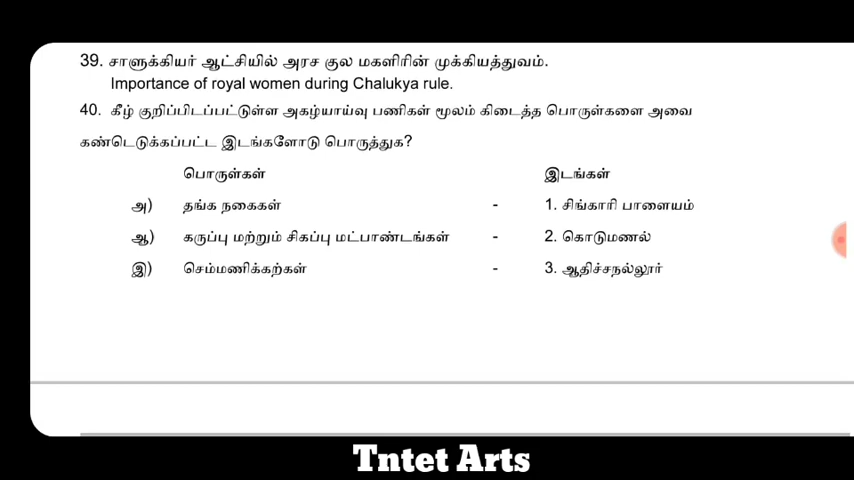 39. சாளுக்கியர் ஆட்சியில் அரச குல மகளிரின் முக்கியத்துவம்.
Importance of royal women during Chalukya rule.
40. கீழ் குறிப்பிடப்பட்டுள்ள அகழ்யாய்வு பணிகள் மூலம் கிடைத்த பொருள்களை அவை
கண்டெடுக்கப்பட்ட இடங்களோடு பொருத்துக?
பொருள்கள் இடங்கள்
அ) தங்க நகைகள் - 1. சிங்காரி பாளையம்
ஆ) கருப்பு மற்றும் சிகப்பு மட்பாண்டங்கள் - 2. கொடுமணல்
இ) செம்மணிக்கற்கள் - 3. ஆதிச்சநல்லூர்
Tntet Arts